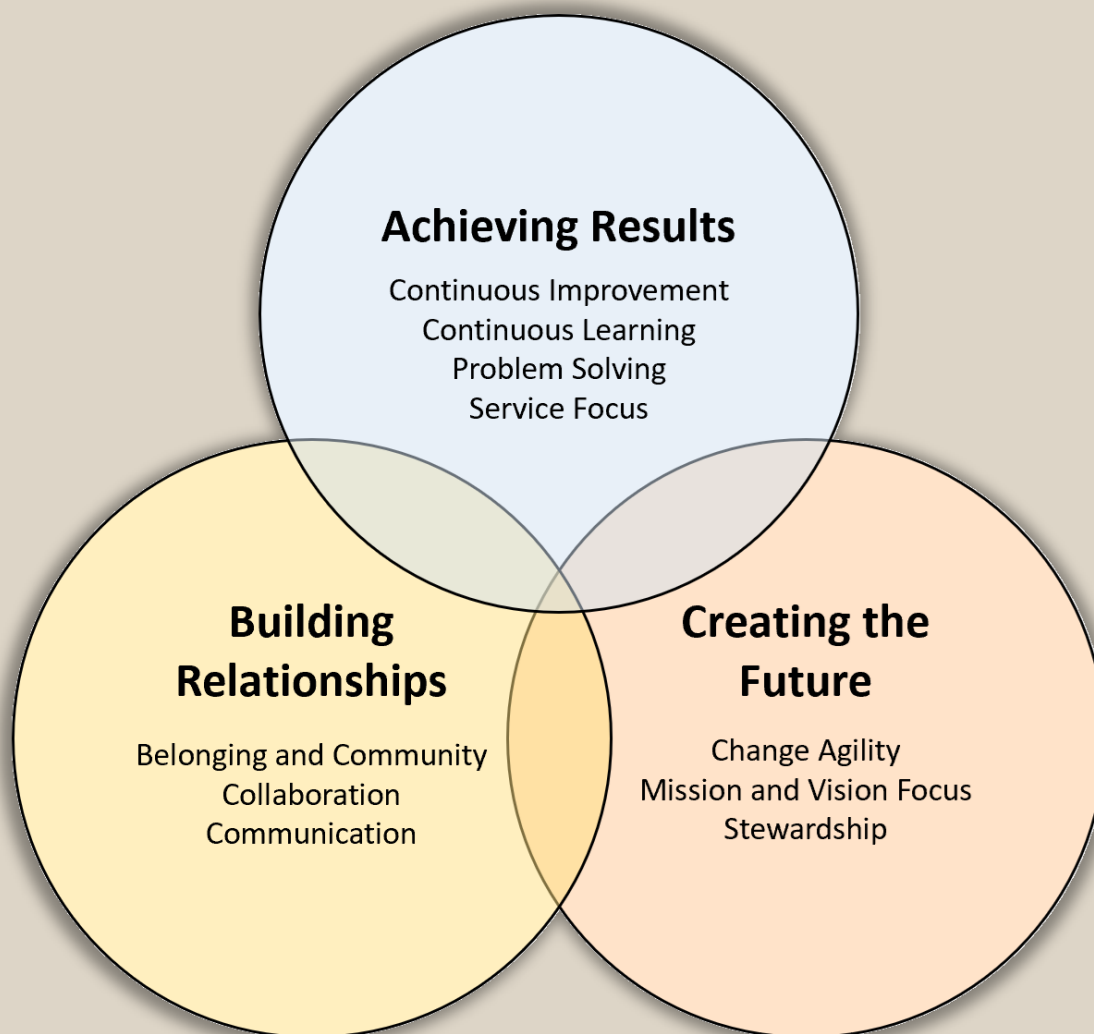 Achieving Results
Continuous Improvement
Continuous Learning
Problem Solving
Service Focus
Building
Relationships
Belonging and Community
Collaboration
Communication
Creating the
Future
Change Agility
Mission and Vision Focus
Stewardship